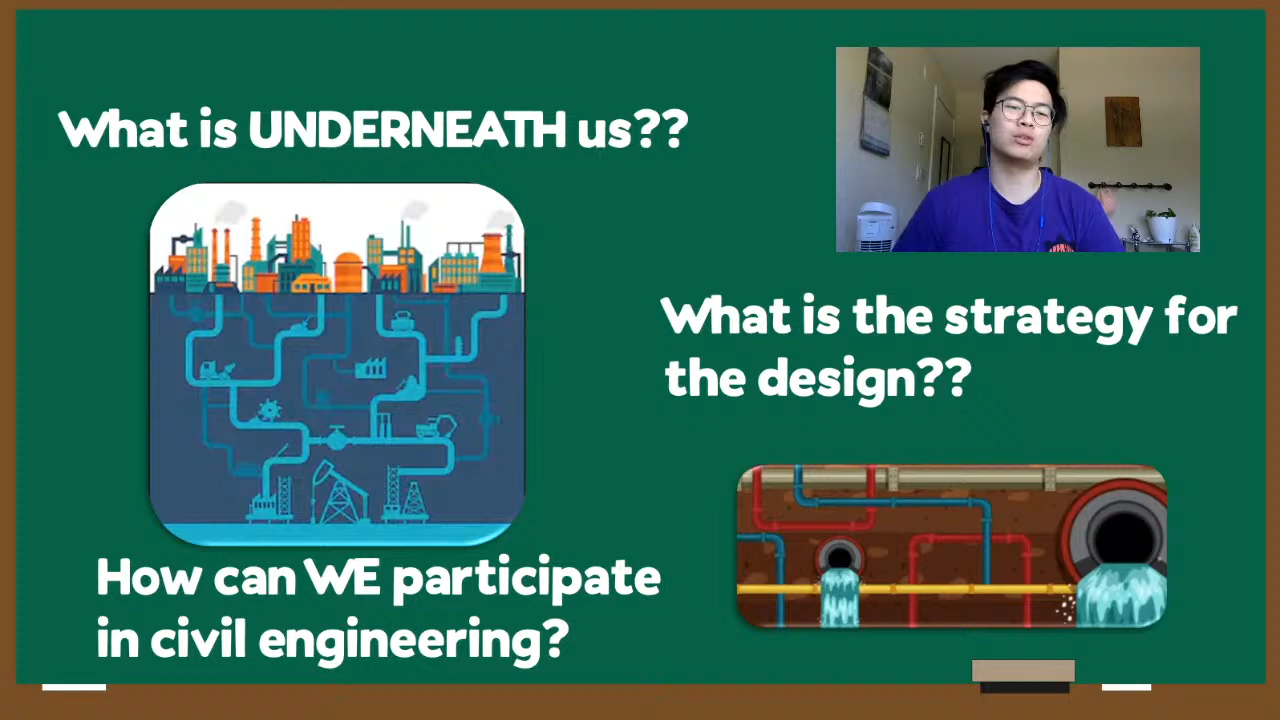 What is UNDERNEATH us??
What is the strategy for
the design??
How can WE participate
in civil engineering?